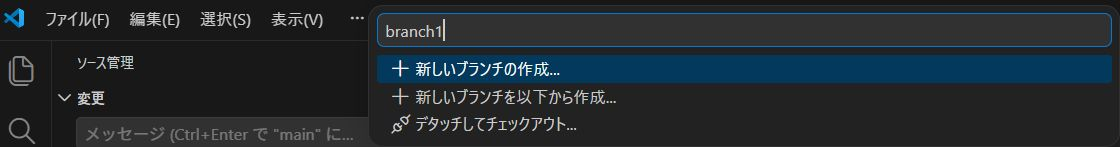 ファイル(F) 編集(E) 選択(S) 表示(V) …
branch1
ソース管理
新しいブランチの作成...
変更
新しいブランチを以下から作成...
メッセージ (Ctrl+Enter で "main" に...
デタッチしてチェックアウト...